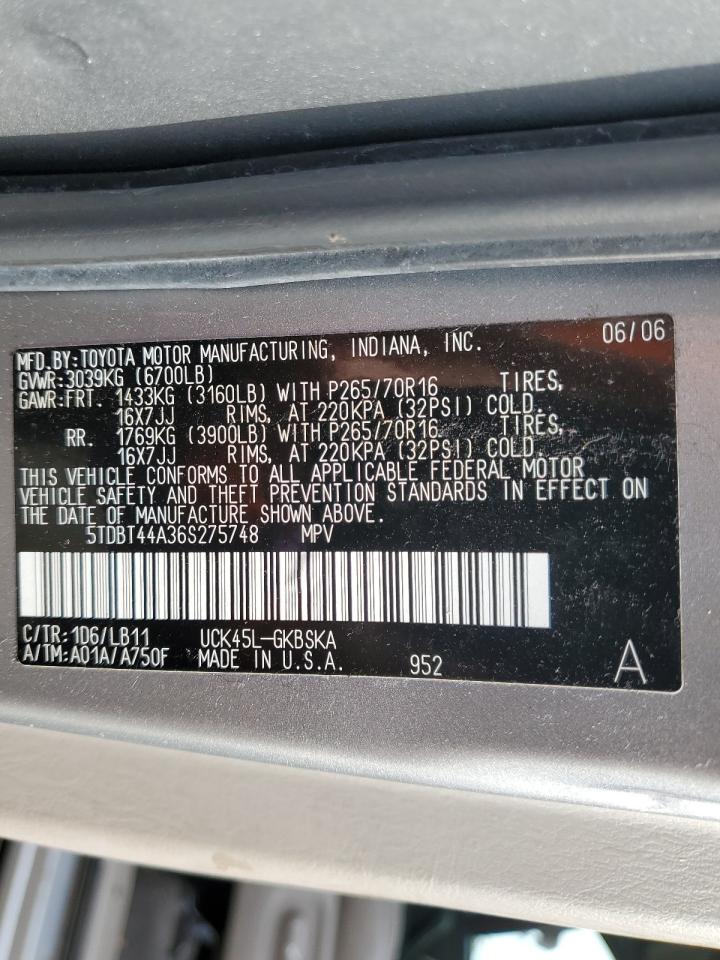 06/06
MFD.BY:TOYOTA MOTOR MANUFACTURING, INDIANA, INC.
GVWR:3039KG (6700LB)
GAWR:FRT. 1433KG (3160LB) WITH P265/70R16 TIRES,
16X7JJ RIMS, AT 220KPA (32PSI) COLD.
RR. 1769KG (3900LB) WITH P265/70R16 TIRES,
16X7JJ RIMS, AT 220KPA (32PSI) COLD.
THIS VEHICLE CONFORMS TO ALL APPLICABLE FEDERAL MOTOR
VEHICLE SAFETY AND THEFT PREVENTION STANDARDS IN EFFECT ON
THE DATE OF MANUFACTURE SHOWN ABOVE.
5TDBT44A36S275748 MPV
C/TR:1D6/LB11 UCK45L-GKBSKA
A/TM:A01A/A750F MADE IN U.S.A. 952 A